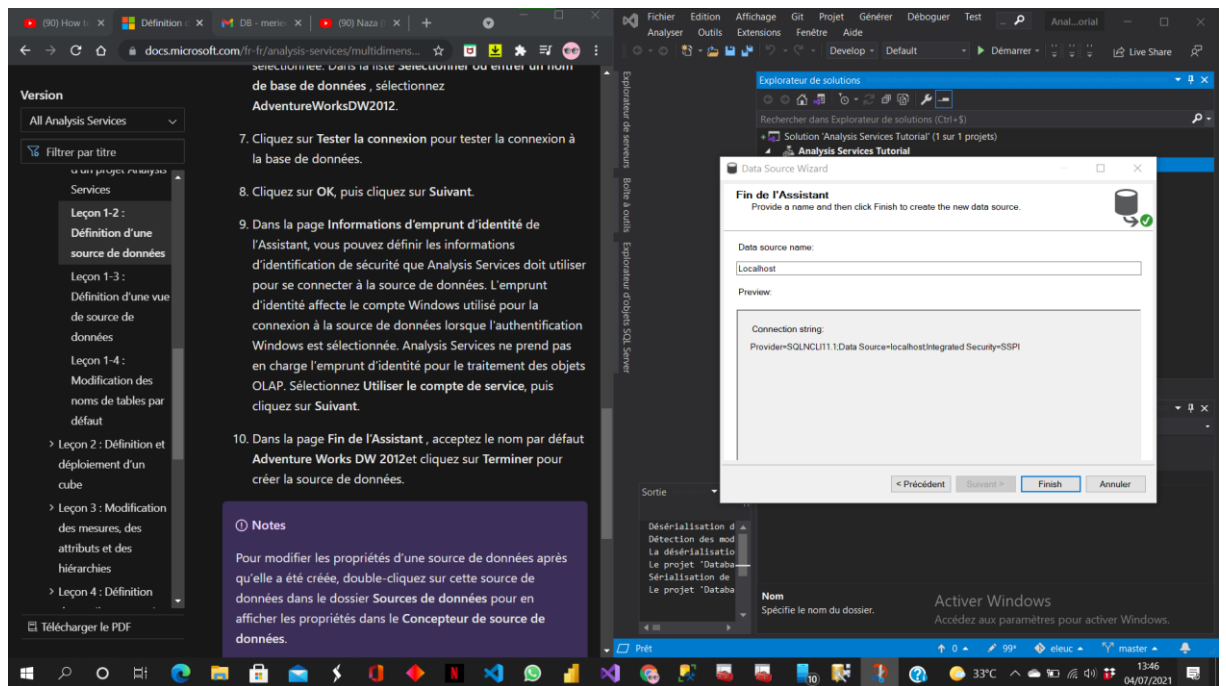 (90) How t
Définition
DB - merie
(90) Naza (
docs.microsoft.com/fr-fr/analysis-services/multidimens...
Version
All Analysis Services
Filtrer par titre
d'un projet Analysis
Services
Leçon 1-2 :
Définition d'une
source de données
Leçon 1-3 :
Définition d'une vue
de source de
données
Leçon 1-4 :
Modification des
noms de tables par
défaut
Leçon 2 : Définition et
déploiement d'un
cube
Leçon 3 : Modification
des mesures, des
attributs et des
hiérarchies
Leçon 4 : Définition
Télécharger le PDF
sélectionnée. Dans la liste Sélectionner ou entrer un nom
de base de données , sélectionnez
AdventureWorksDW2012.
7. Cliquez sur Tester la connexion pour tester la connexion à
la base de données.
8. Cliquez sur OK, puis cliquez sur Suivant.
9. Dans la page Informations d'emprunt d'identité de
l'Assistant, vous pouvez définir les informations
d'identification de sécurité que Analysis Services doit utiliser
pour se connecter à la source de données. L'emprunt
d'identité affecte le compte Windows utilisé pour la
connexion à la source de données lorsque l'authentification
Windows est sélectionnée. Analysis Services ne prend pas
en charge l'emprunt d'identité pour le traitement des objets
OLAP. Sélectionnez Utiliser le compte de service, puis
cliquez sur Suivant.
10. Dans la page Fin de l'Assistant , acceptez le nom par défaut
Adventure Works DW 2012et cliquez sur Terminer pour
créer la source de données.
Notes
Pour modifier les propriétés d'une source de données après
qu'elle a été créée, double-cliquez sur cette source de
données dans le dossier Sources de données pour en
afficher les propriétés dans le Concepteur de source de
données.
Fichier Edition Affichage Git Projet Générer Déboguer Test
Analyser Outils Extensions Fenêtre Aide
Anal...orial
Develop Default Démarrer Live Share
Explorateur de serveurs
Boîte à outils
Explorateur d'objets SQL Server
Explorateur de solutions
Rechercher dans Explorateur de solutions (Ctrl+$)
Solution 'Analysis Services Tutorial' (1 sur 1 projets)
Analysis Services Tutorial
Data Source Wizard
Fin de l'Assistant
Provide a name and then click Finish to create the new data source.
Data source name:
Localhost
Preview:
Connection string:
Provider=SQLNCLI11.1;Data Source=localhost;Integrated Security=SSPI
< Précédent Suivant > Finish Annuler
Sortie
Désérialisation d
Détection des mod
La désérialisatio
Le projet 'Databa
Sérialisation de
Le projet 'Databa
Nom
Spécifie le nom du dossier.
Activer Windows
Accédez aux paramètres pour activer Windows.
Prêt
0 99+ eleuc master
33°C
13:46
04/07/2021